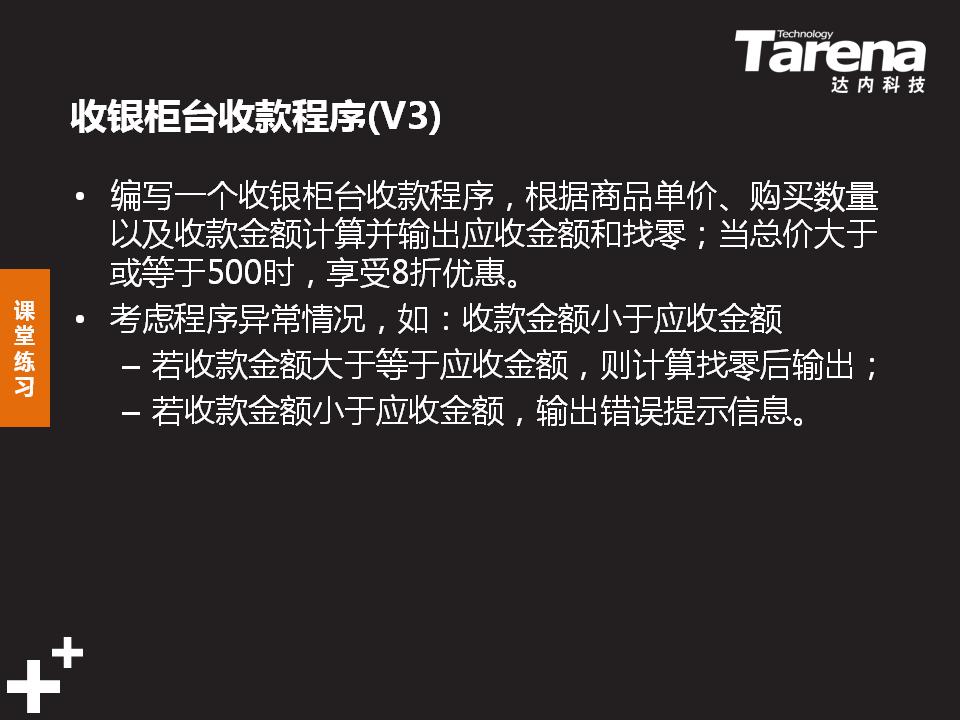 Technology
Tarena
达内科技
收银柜台收款程序(V3)
• 编写一个收银柜台收款程序，根据商品单价、购买数量
以及收款金额计算并输出应收金额和找零；当总价大于
或等于500时，享受8折优惠。
• 考虑程序异常情况，如：收款金额小于应收金额
– 若收款金额大于等于应收金额，则计算找零后输出；
– 若收款金额小于应收金额，输出错误提示信息。
课
堂
练
习